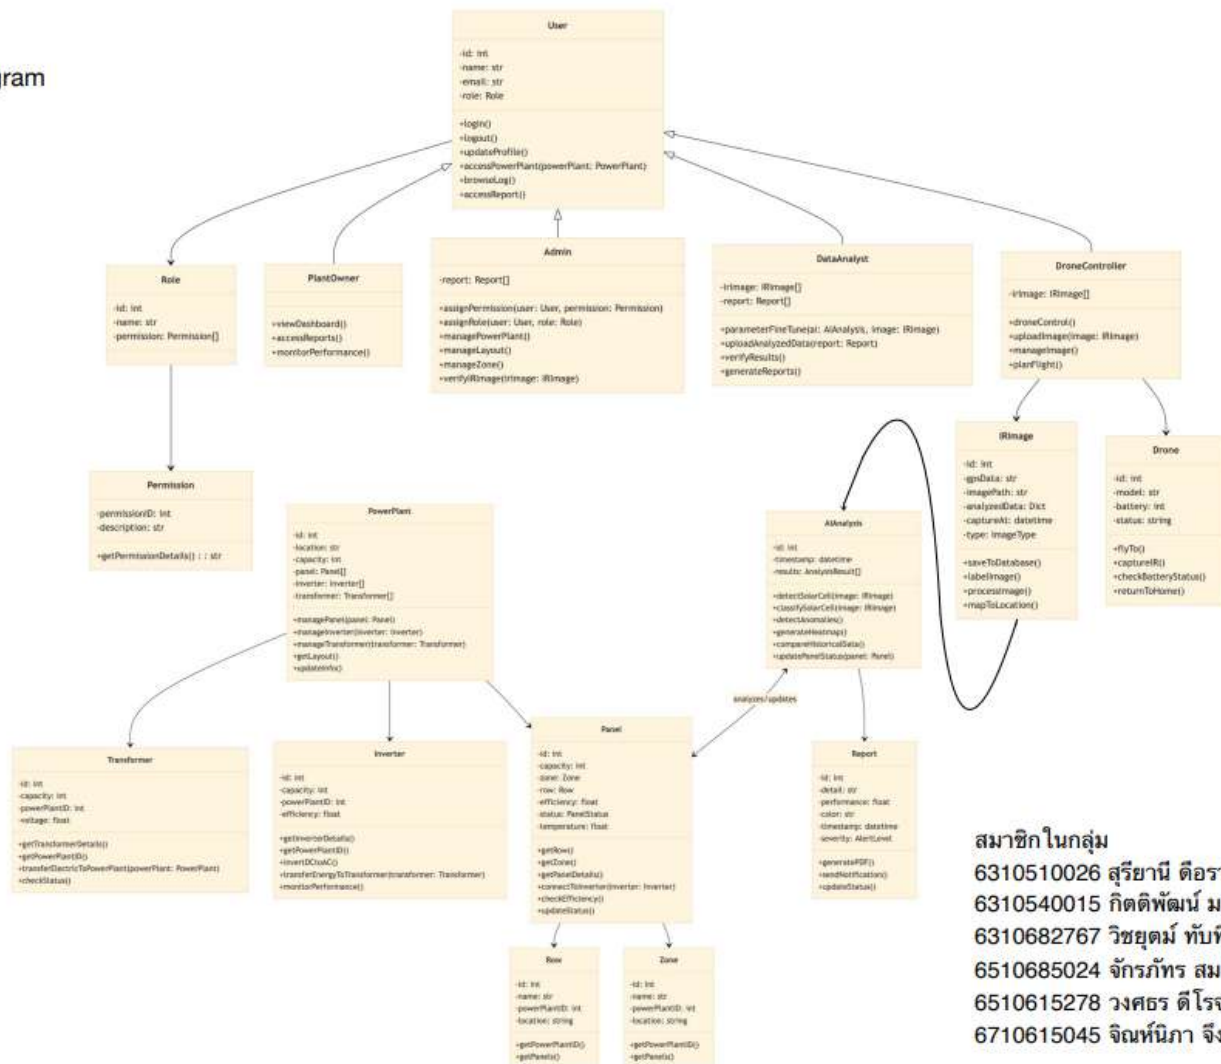 gram
User
-id: int
-name: str
-email: str
-role: Role
+login()
+logout()
+updateProfile()
+accessPowerPlant(powerPlant: PowerPlant)
+browseLog()
+accessReport()
Role
-id: int
-name: str
-permission: Permission[]
PlantOwner
+viewDashboard()
+accessReports()
+monitorPerformance()
Admin
-report: Report[]
+assignPermission(user: User, permission: Permission)
+assignRole(user: User, role: Role)
+managePowerPlant()
+manageLayout()
+manageZone()
+verifyIRImage(irimage: IRImage)
DataAnalyst
-irimage: IRImage[]
-report: Report[]
+parameterFineTune(ai: AIAnalysis, image: IRImage)
+uploadAnalyzedData(report: Report)
+verifyResults()
+generateReports()
DroneController
-irimage: IRImage[]
+droneControl()
+uploadImage(image: IRImage)
+manageImage()
+planFlight()
IRImage
-id: int
-gpsData: str
-imagePath: str
-analyzedData: Dict
-captureAt: datetime
-type: ImageType
+saveToDatabase()
+labelImage()
+processImage()
+mapToLocation()
Drone
-id: int
-model: str
-battery: int
-status: string
+flyTo()
+captureIR()
+checkBatteryStatus()
+returnToHome()
Permission
-permissionID: int
-description: str
+getPermissionDetails() : : str
PowerPlant
-id: int
-location: str
-capacity: int
-panel: Panel[]
-inverter: Inverter[]
-transformer: Transformer[]
+managePanel(panel: Panel)
+manageInverter(inverter: Inverter)
+manageTransformer(transformer: Transformer)
+getLayout()
+updateInfo()
AIAnalysis
-id: int
-timestamp: datetime
-results: AnalysisResult[]
+detectSolarCell(image: IRImage)
+classifySolarCell(image: IRImage)
+detectAnomalies()
+generateHeatmap()
+compareHistoricalData()
+updatePanelStatus(panel: Panel)
analyzes/updates
Transformer
-id: int
-capacity: int
-powerPlantID: int
-voltage: float
+getTransformerDetails()
+getPowerPlantID()
+transferElectricToPowerPlant(powerPlant: PowerPlant)
+checkStatus()
Inverter
-id: int
-capacity: int
-powerPlantID: int
-efficiency: float
+getInverterDetails()
+getPowerPlantID()
+invertDCtoAC()
+transferEnergyToTransformer(transformer: Transformer)
+monitorPerformance()
Panel
-id: int
-capacity: int
-zone: Zone
-row: Row
-efficiency: float
-status: PanelStatus
-temperature: float
+getRow()
+getZone()
+getPanelDetails()
+connectToInverter(inverter: Inverter)
+checkEfficiency()
+updateStatus()
Report
-id: int
-detail: str
-performance: float
-color: str
-timestamp: datetime
-severity: AlertLevel
+generatePDF()
+sendNotification()
+updateStatus()
Row
-id: int
-name: str
-powerPlantID: int
-location: string
+getPowerPlantID()
+getPanels()
Zone
-id: int
-name: str
-powerPlantID: int
-location: string
+getPowerPlantID()
+getPanels()
สมาชิกในกลุ่ม
6310510026 สุรียานี ดือรา
6310540015 กิตติพัฒน์ ม
6310682767 วิชยุตม์ ทับทิ
6510685024 จักรภัทร สม
6510615278 วงศธร ดีโรจ
6710615045 จิณห์นิภา จึง